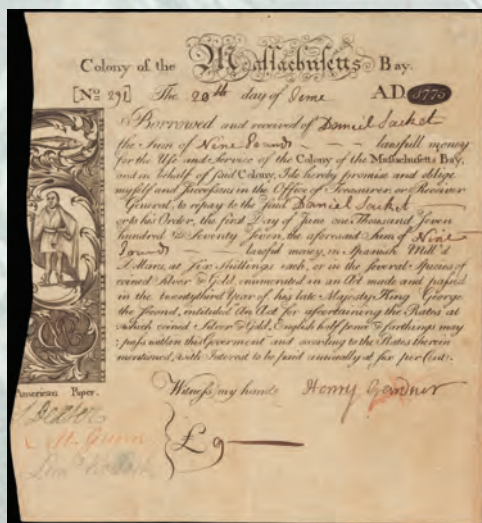 Colony of the Massachusetts Bay.
[No. 291] The 20th day of June AD. 1775
Borrowed and received of Daniel Sacket
the Sum of Nine Pounds — — — lawfull money
for the Use and Service of the Colony of the Massachusetts Bay,
and in behalf of said Colony, I do hereby promise and oblige
myself and Successors in the Office of Treasurer, or Receiver
General, to repay to the said Daniel Sacket
or to his Order, the first Day of June one Thousand Seven
hundred & Seventy Seven, the aforesaid Sum of Nine
Pounds — lawful money, in Spanish Mill'd
Dollars, at Six Shillings each, or in the several Species of
coined Silver & Gold, enumerated in an Act made and passed
in the twenty third Year of his late Majesty King George
the Second, intitled An Act for ascertaining the Rates at
which coined Silver & Gold, English half pence & farthings may
pass within this Goverment and according to the Rates therein
mentioned, with Interest to be paid annually at six per Cent.
American Paper.
Witness my hand Henry Gardner
£ 9